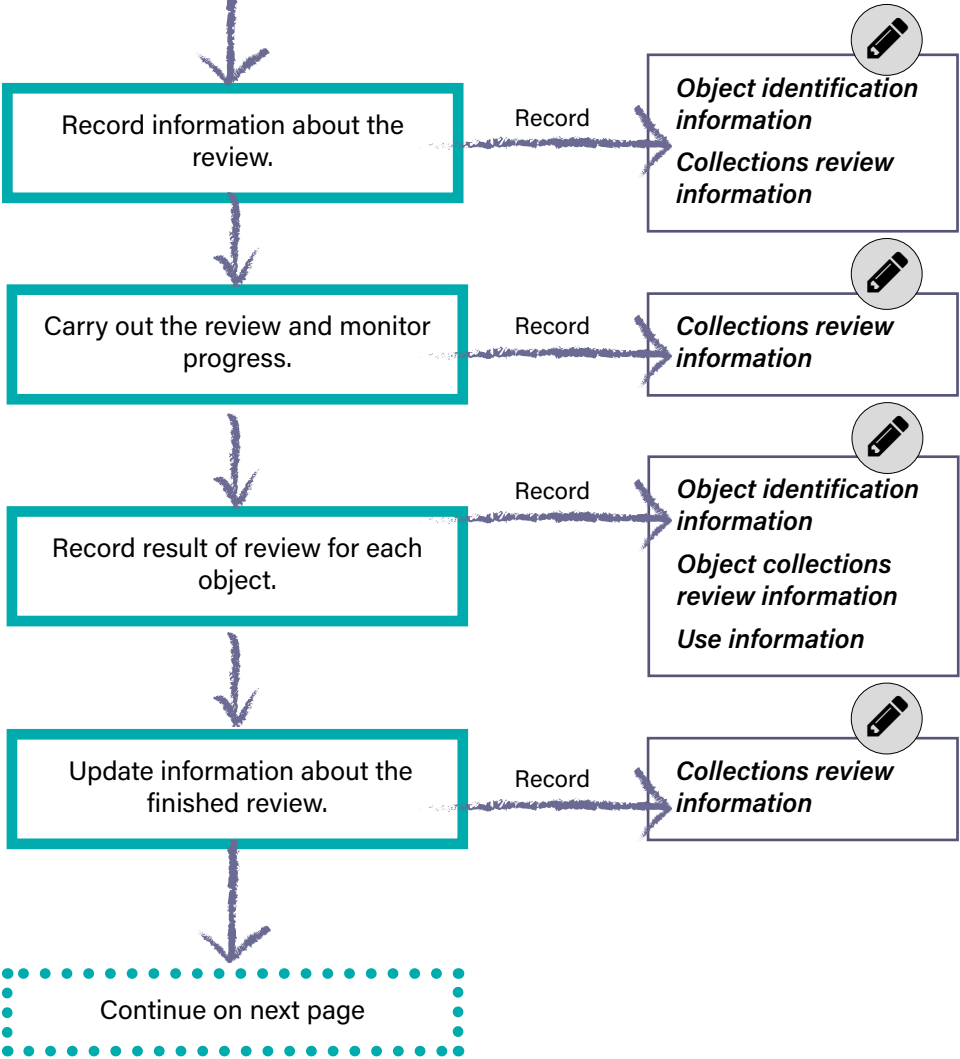 Record information about the
review.
Record
Object identification
information
Collections review
information
Carry out the review and monitor
progress.
Record
Collections review
information
Record result of review for each
object.
Record
Object identification
information
Object collections
review information
Use information
Update information about the
finished review.
Record
Collections review
information
Continue on next page